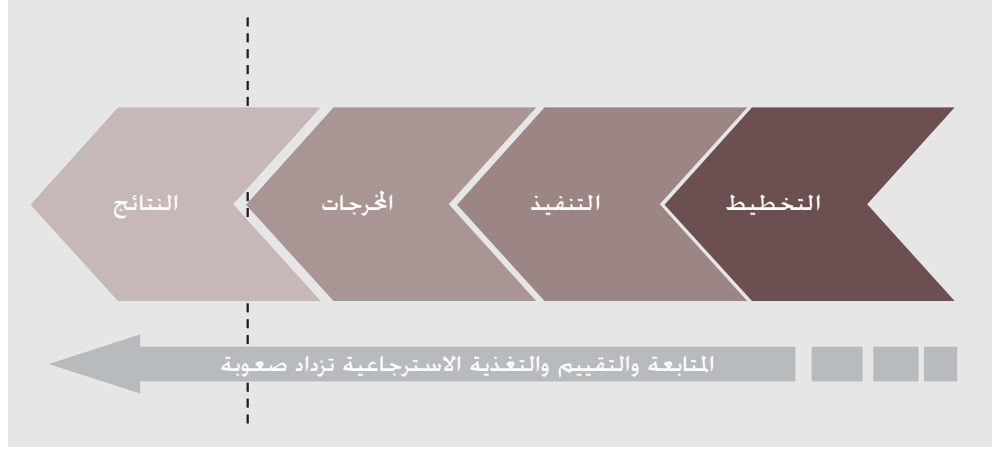 التخطيط
التنفيذ
المخرجات
النتائج
المتابعة والتقييم والتغذية الاسترجاعية تزداد صعوبة